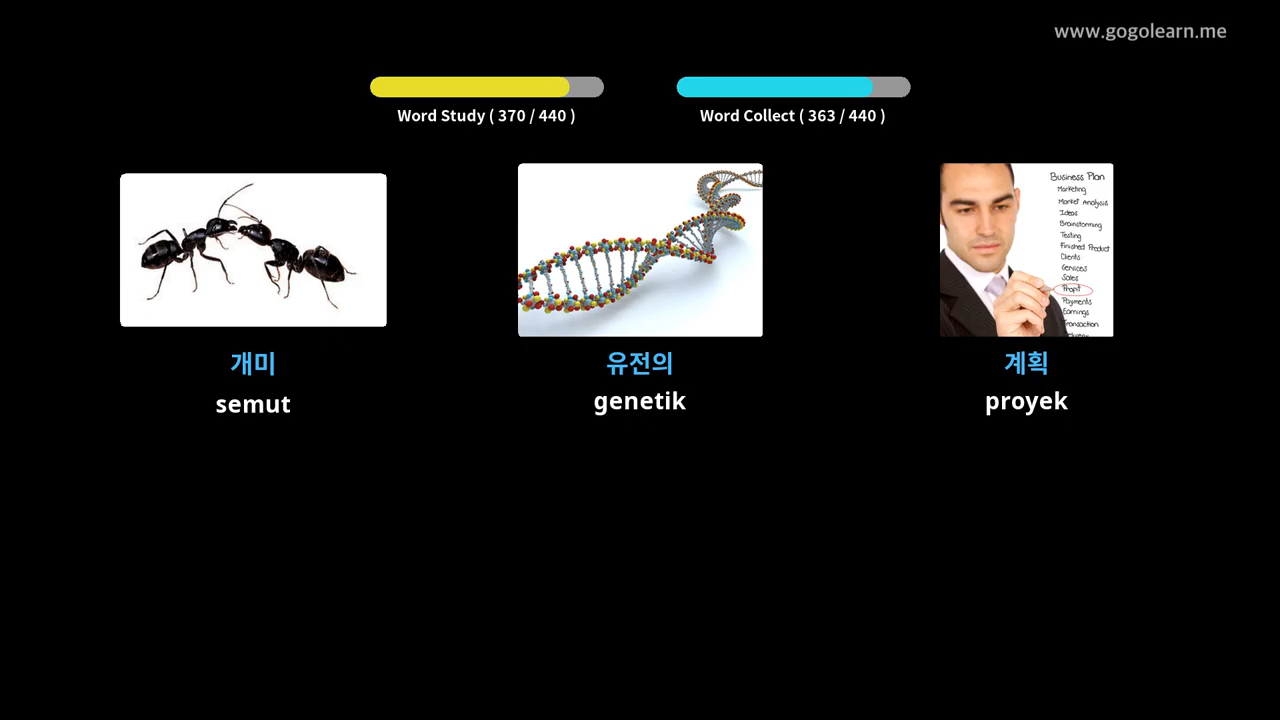 www.gogolearn.me
Word Study ( 370 / 440 )
Word Collect ( 363 / 440 )
Business Plan
Marketing
Market Analysis
Ideas
Brainstorming
Testing
Finished Product
Clients
Services
Sales
Profit
Payments
Earnings
Transaction
개미
semut
유전의
genetik
계획
proyek